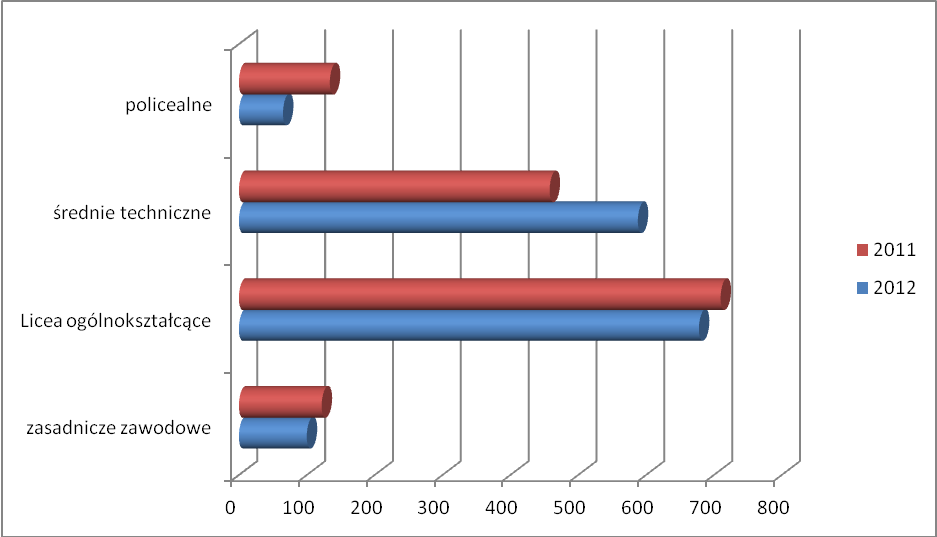 policealne
średnie techniczne
Licea ogólnokształcące
zasadnicze zawodowe
0 100 200 300 400 500 600 700 800
2011
2012